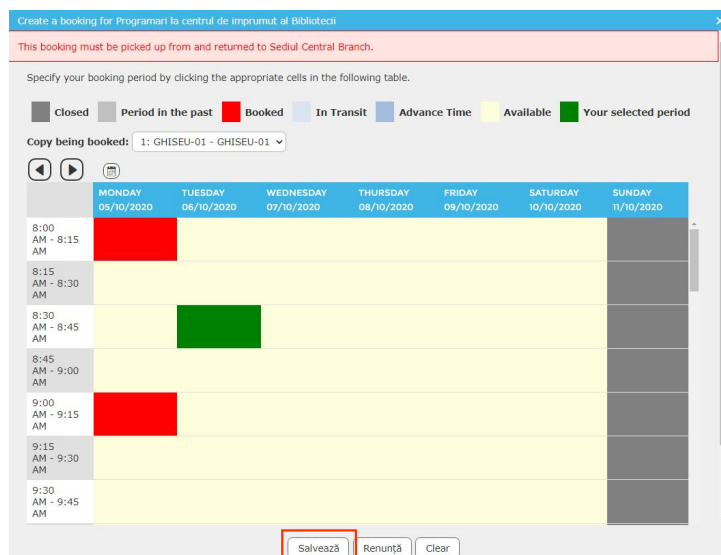 Create a booking for Programari la centrul de imprumut al Bibliotecii
This booking must be picked up from and returned to Sediul Central Branch.
Specify your booking period by clicking the appropriate cells in the following table.
Closed Period in the past Booked In Transit Advance Time Available Your selected period
Copy being booked: 1: GHISEU-01 - GHISEU-01
MONDAY TUESDAY WEDNESDAY THURSDAY FRIDAY SATURDAY SUNDAY
05/10/2020 06/10/2020 07/10/2020 08/10/2020 09/10/2020 10/10/2020 11/10/2020
8:00
AM - 8:15
AM
8:15
AM - 8:30
AM
8:30
AM - 8:45
AM
8:45
AM - 9:00
AM
9:00
AM - 9:15
AM
9:15
AM - 9:30
AM
9:30
AM - 9:45
AM
Salvează Renunță Clear